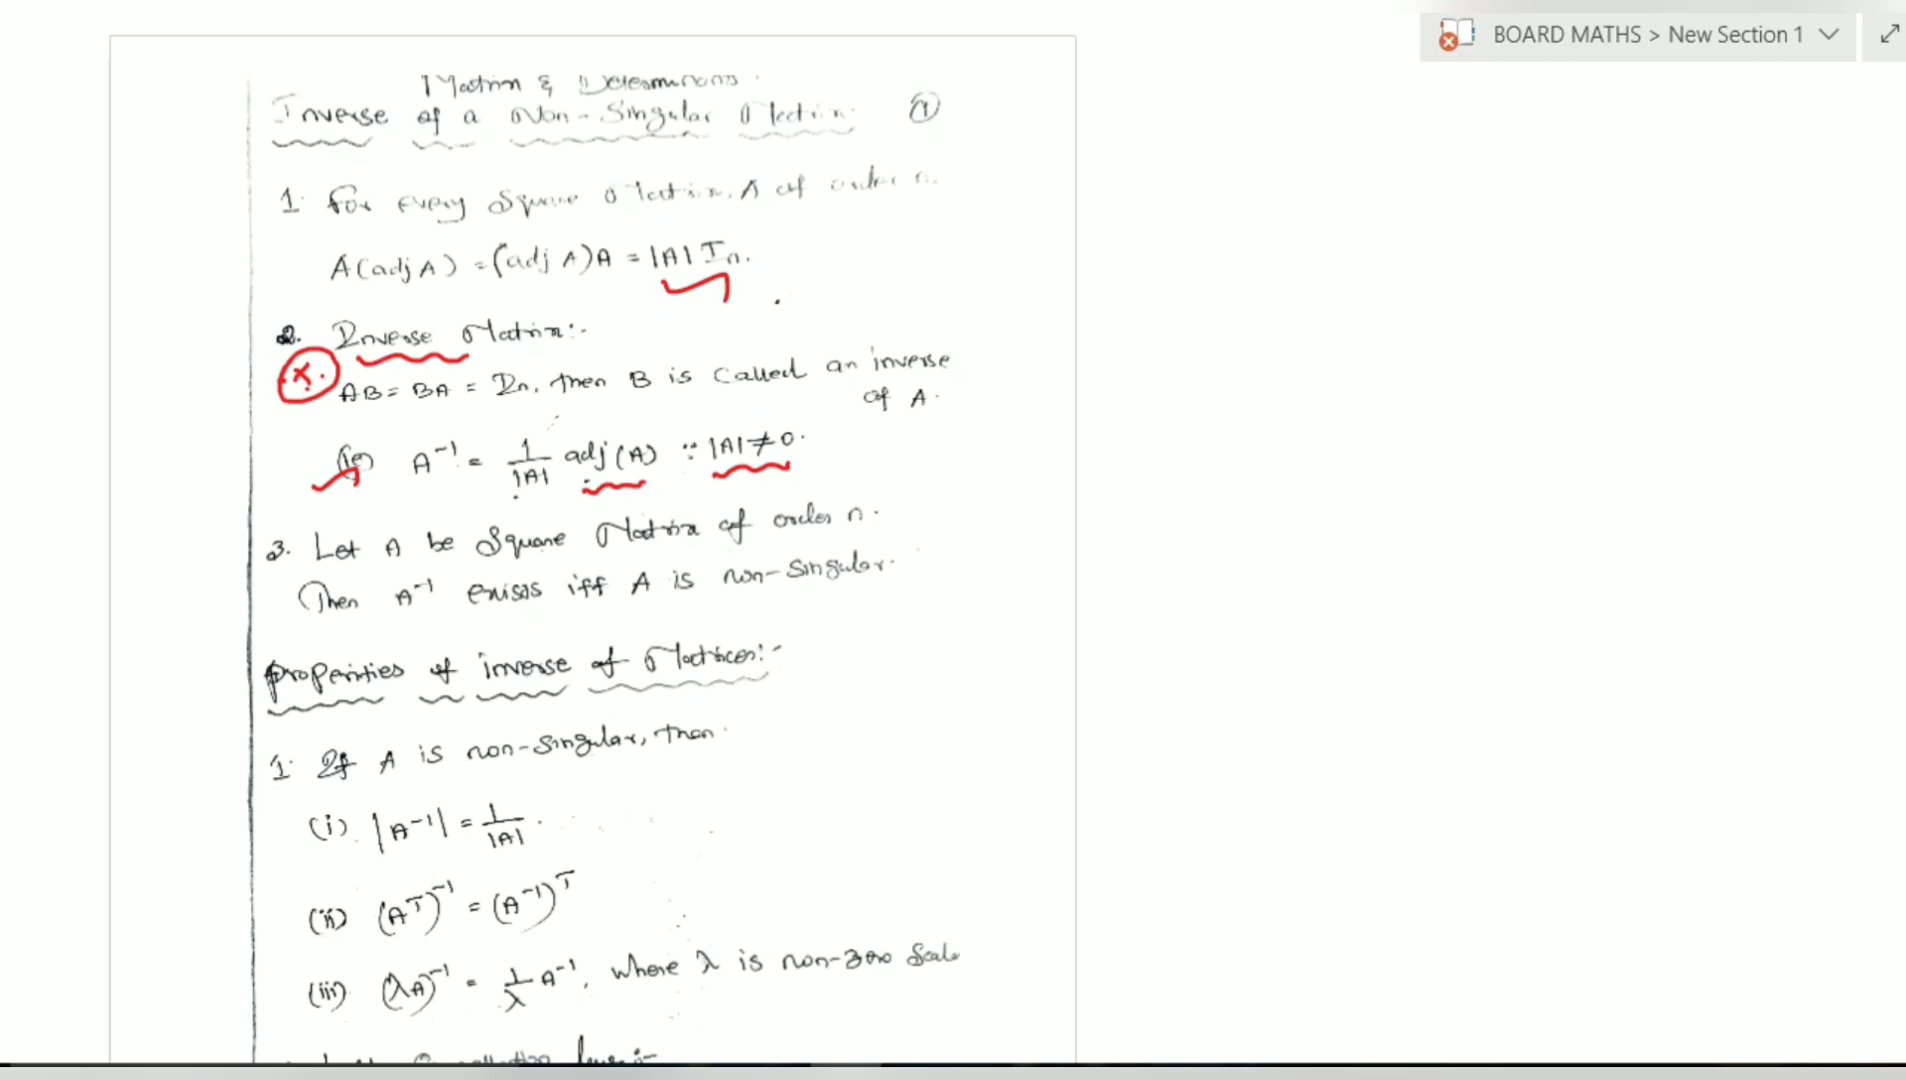 BOARD MATHS > New Section 1
Matrix & Determinants.
Inverse of a Non-Singular Matrix: 1
1. For every Square Matrix. A of order n.
A(adj A) = (adj A)A = |A| In.
2. Inverse Matrix:-
AB = BA = In, then B is called an inverse
of A.
(ie) A⁻¹ = 1/|A| adj(A) ∵ |A| ≠ 0.
3. Let A be Square Matrix of order n.
Then A⁻¹ exists iff A is non-singular.
Properities of inverse of Matrices:-
1. If A is non-singular, then
(i) |A⁻¹| = 1/|A|.
(ii) (Aᵀ)⁻¹ = (A⁻¹)ᵀ
(iii) (λA)⁻¹ = 1/λ A⁻¹, where λ is non-zero Scala